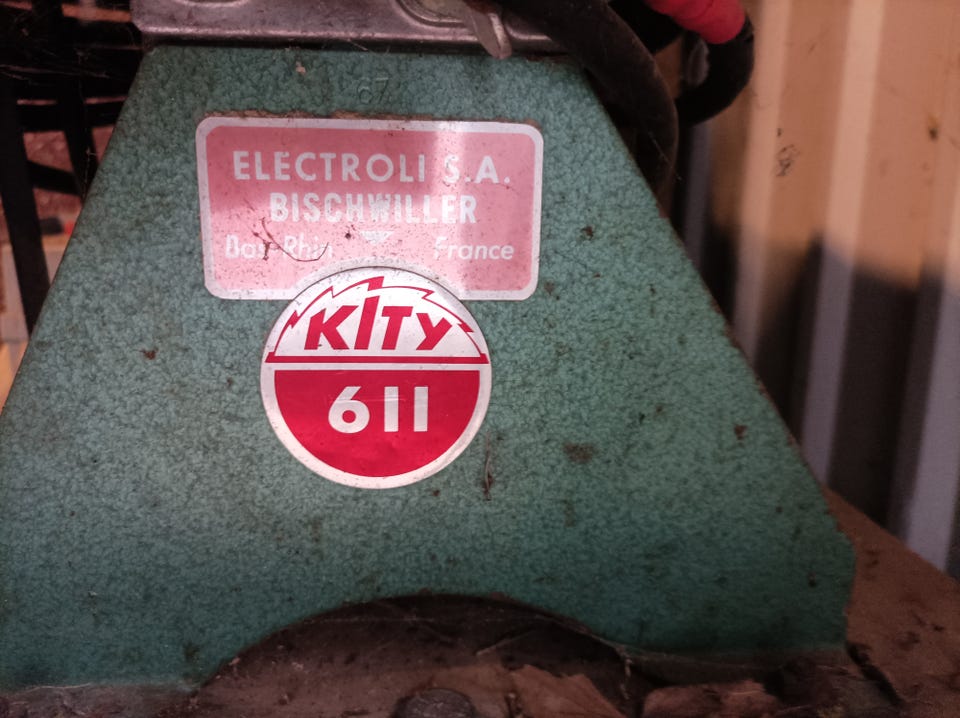 67
ELECTROLI S.A.
BISCHWILLER
Bas-Rhin France
KITY
611